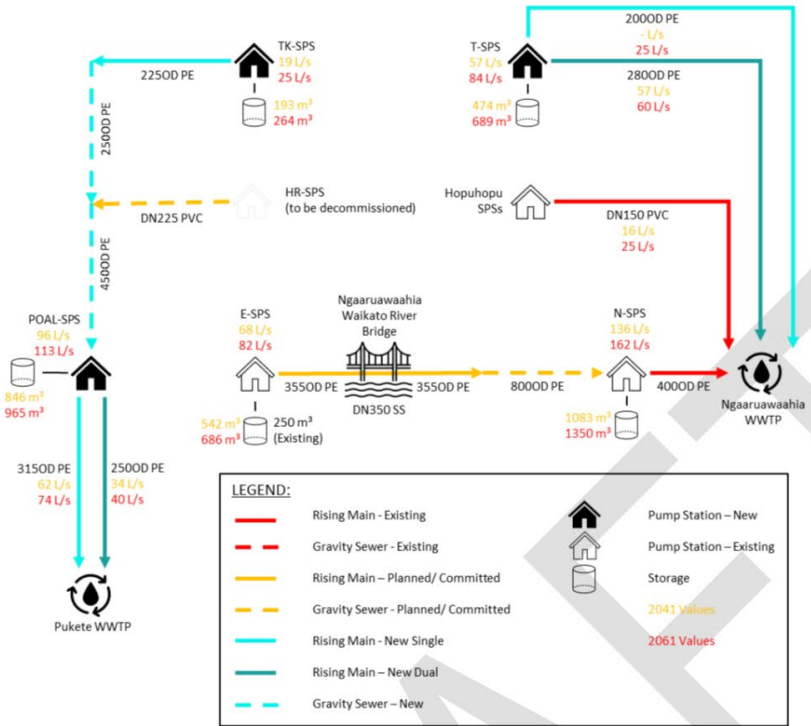 200OD PE
- L/s
25 L/s
TK-SPS
19 L/s
25 L/s
T-SPS
57 L/s
84 L/s
225OD PE
280OD PE
57 L/s
60 L/s
193 m³
264 m³
474 m³
689 m³
250OD PE
HR-SPS
(to be decommissioned)
Hopuhopu
SPSs
DN225 PVC
DN150 PVC
16 L/s
25 L/s
450OD PE
POAL-SPS
96 L/s
113 L/s
E-SPS
68 L/s
82 L/s
Ngaaruawaahia
Waikato River
Bridge
N-SPS
136 L/s
162 L/s
846 m³
965 m³
355OD PE
355OD PE
800OD PE
400OD PE
DN350 SS
Ngaaruawaahia
WWTP
542 m³
686 m³
250 m³
(Existing)
1083 m³
1350 m³
315OD PE
62 L/s
74 L/s
250OD PE
34 L/s
40 L/s
Pukete WWTP
LEGEND:
Rising Main - Existing
Gravity Sewer - Existing
Rising Main – Planned/ Committed
Gravity Sewer - Planned/ Committed
Rising Main - New Single
Rising Main – New Dual
Gravity Sewer – New
Pump Station – New
Pump Station – Existing
Storage
2041 Values
2061 Values